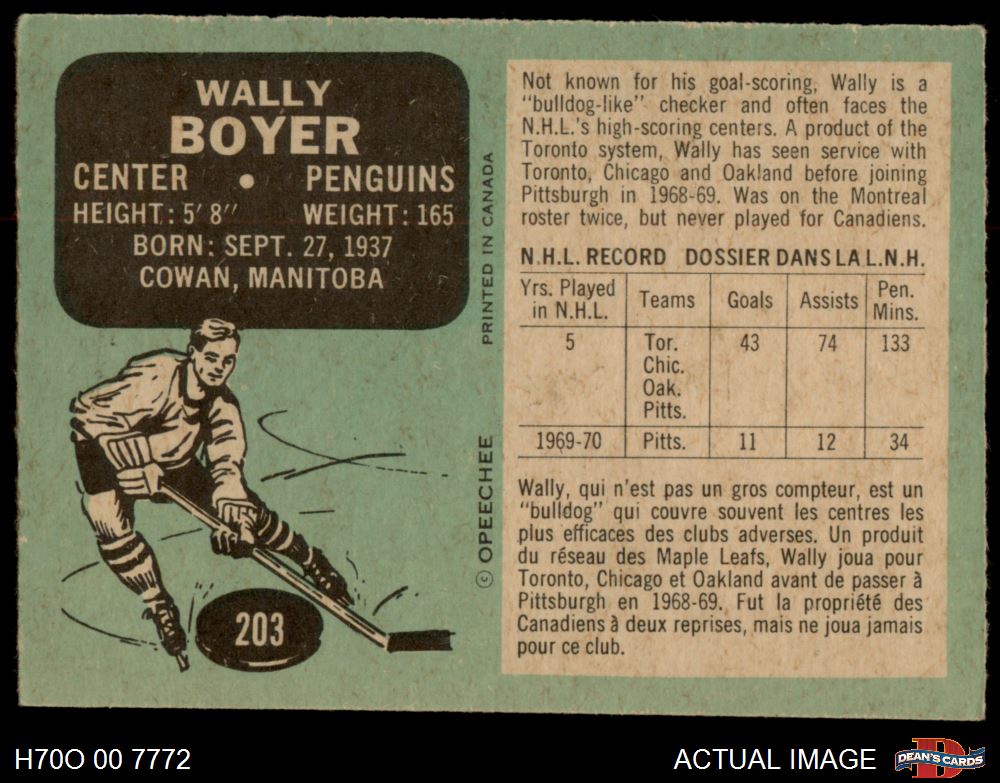 WALLY
BOYER
CENTER • PENGUINS
HEIGHT: 5' 8" WEIGHT: 165
BORN: SEPT. 27, 1937
COWAN, MANITOBA
203
© OPEECHEE PRINTED IN CANADA
Not known for his goal-scoring, Wally is a
"bulldog-like" checker and often faces the
N.H.L.'s high-scoring centers. A product of the
Toronto system, Wally has seen service with
Toronto, Chicago and Oakland before joining
Pittsburgh in 1968-69. Was on the Montreal
roster twice, but never played for Canadiens.
N.H.L. RECORD DOSSIER DANS LA L.N.H.
Yrs. Played in N.H.L. Teams Goals Assists Pen. Mins.
5 Tor. 43 74 133
Chic.
Oak.
Pitts.
1969-70 Pitts. 11 12 34
Wally, qui n'est pas un gros compteur, est un
"bulldog" qui couvre souvent les centres les
plus efficaces des clubs adverses. Un produit
du réseau des Maple Leafs, Wally joua pour
Toronto, Chicago et Oakland avant de passer à
Pittsburgh en 1968-69. Fut la propriété des
Canadiens à deux reprises, mais ne joua jamais
pour ce club.
H70O 00 7772
ACTUAL IMAGE
D
DEAN'S CARDS